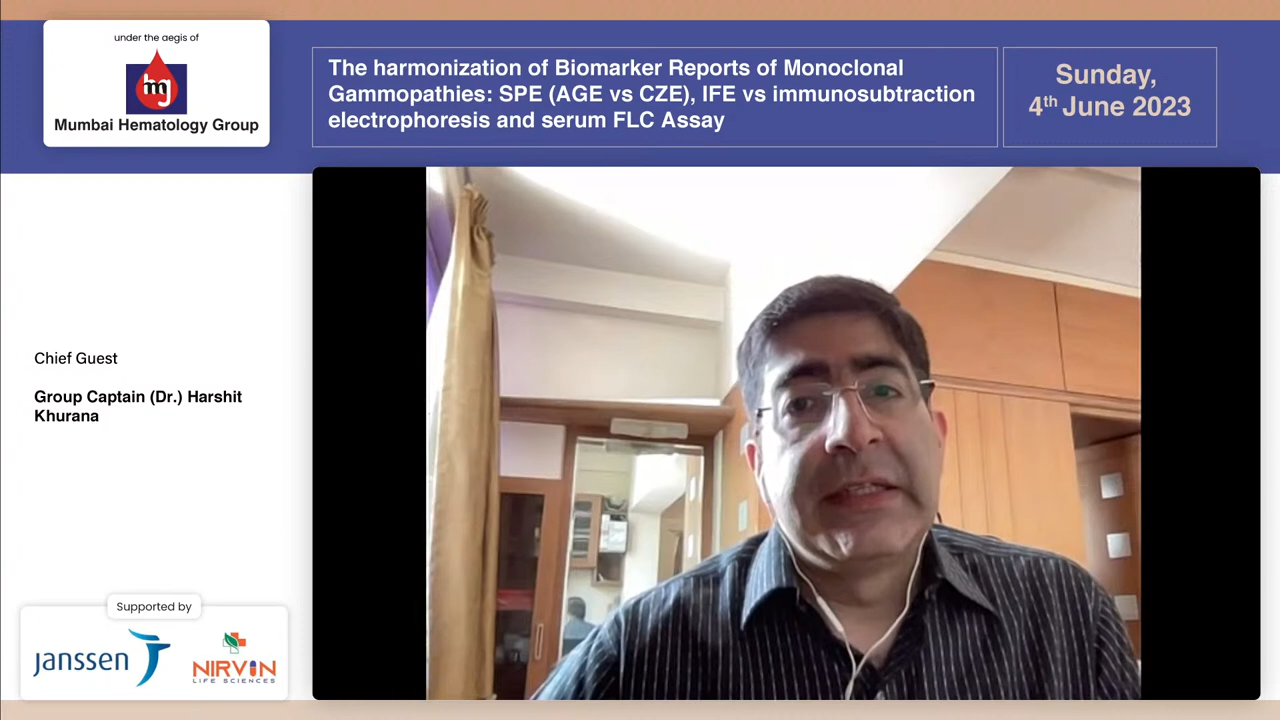 under the aegis of
mg
Mumbai Hematology Group
The harmonization of Biomarker Reports of Monoclonal
Gammopathies: SPE (AGE vs CZE), IFE vs immunosubtraction
electrophoresis and serum FLC Assay
Sunday,
4th June 2023
Chief Guest
Group Captain (Dr.) Harshit
Khurana
Supported by
janssen
NIRVIN
LIFE SCIENCES